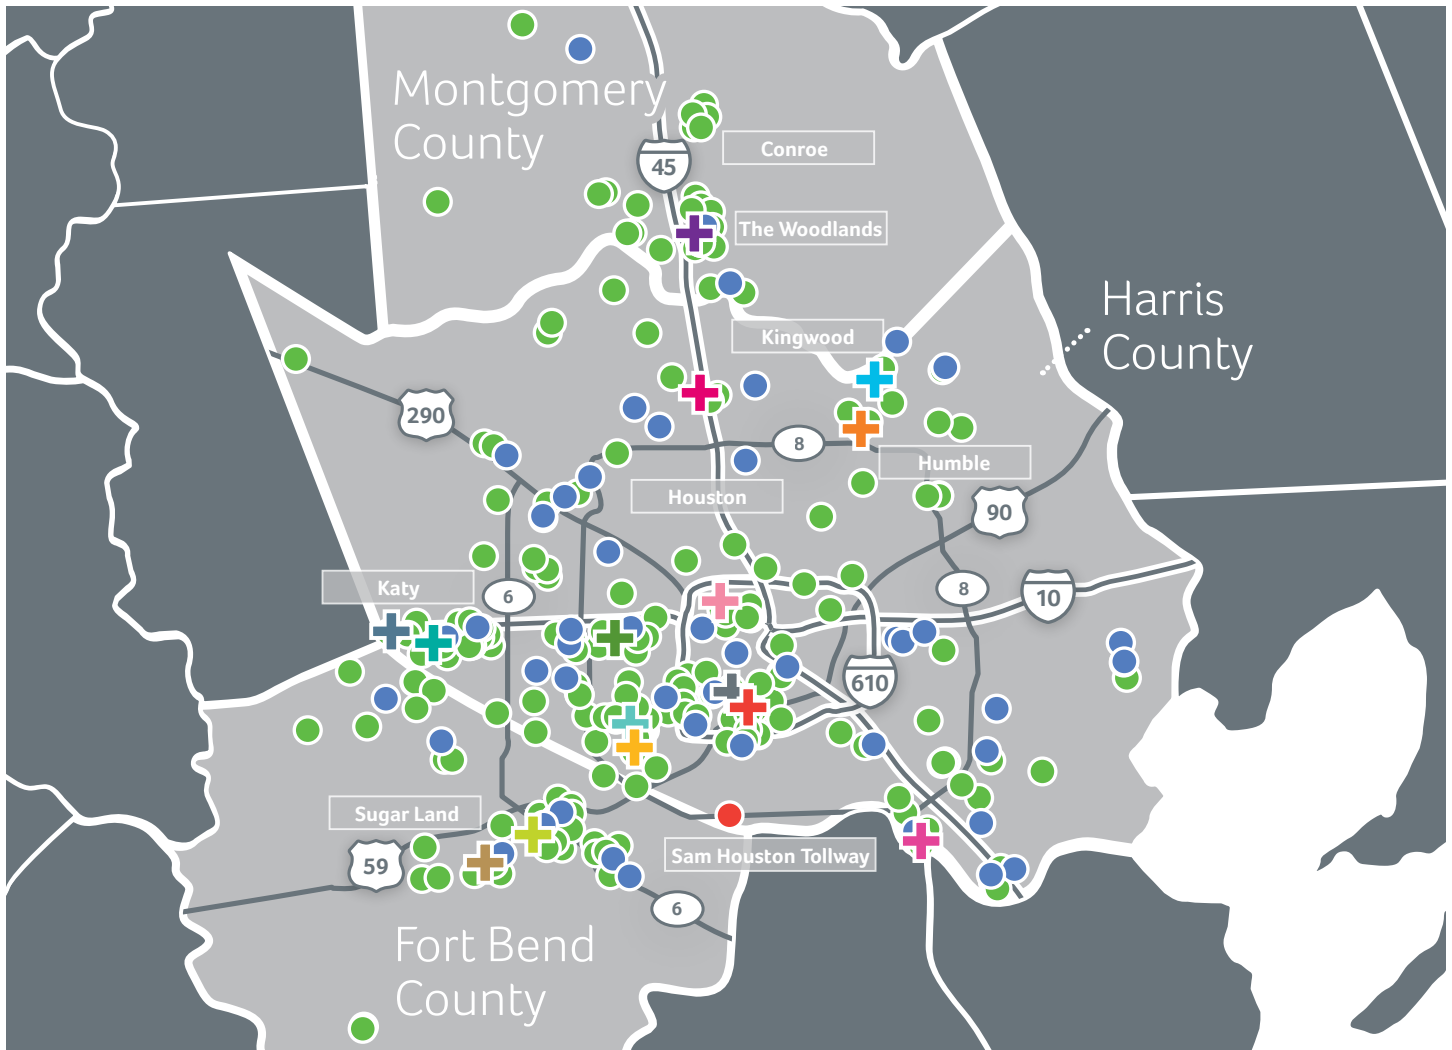 Montgomery
County
Conroe
45
The Woodlands
Harris
County
Kingwood
290
8
Humble
Houston
90
Katy
6
8
10
610
Sugar Land
Sam Houston Tollway
59
6
Fort Bend
County